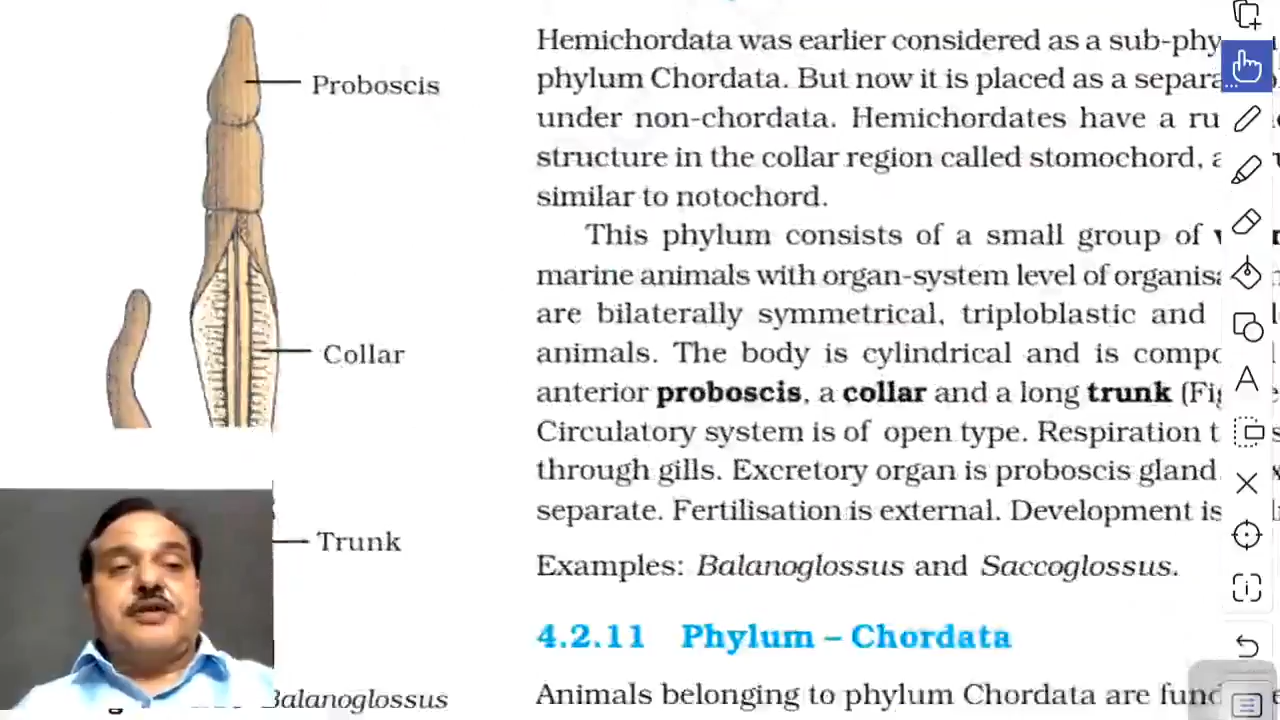 Proboscis
Collar
Trunk
Balanoglossus
Hemichordata was earlier considered as a sub-phy
phylum Chordata. But now it is placed as a separa
under non-chordata. Hemichordates have a ru
structure in the collar region called stomochord, a
similar to notochord.
This phylum consists of a small group of
marine animals with organ-system level of organisa
are bilaterally symmetrical, triploblastic and
animals. The body is cylindrical and is compo
anterior proboscis, a collar and a long trunk (Fig
Circulatory system is of open type. Respiration t
through gills. Excretory organ is proboscis gland.
separate. Fertilisation is external. Development is
Examples: Balanoglossus and Saccoglossus.
4.2.11 Phylum – Chordata
Animals belonging to phylum Chordata are fund